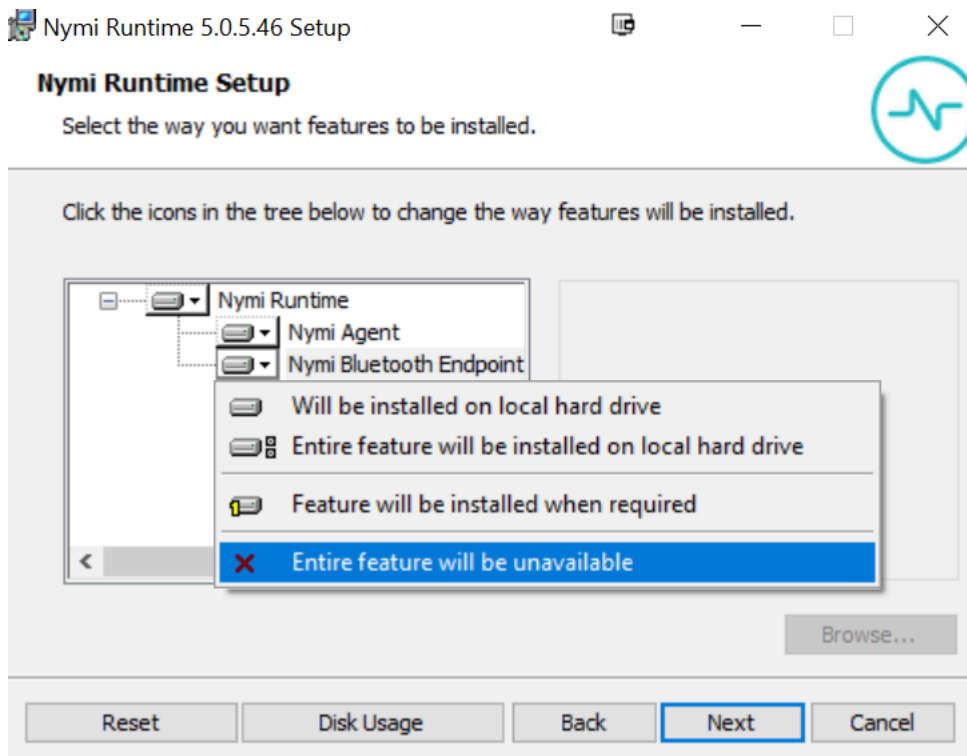 Nymi Runtime 5.0.5.46 Setup
Nymi Runtime Setup
Select the way you want features to be installed.
Click the icons in the tree below to change the way features will be installed.
Nymi Runtime
Nymi Agent
Nymi Bluetooth Endpoint
Will be installed on local hard drive
Entire feature will be installed on local hard drive
Feature will be installed when required
Entire feature will be unavailable
Browse...
Reset Disk Usage Back Next Cancel